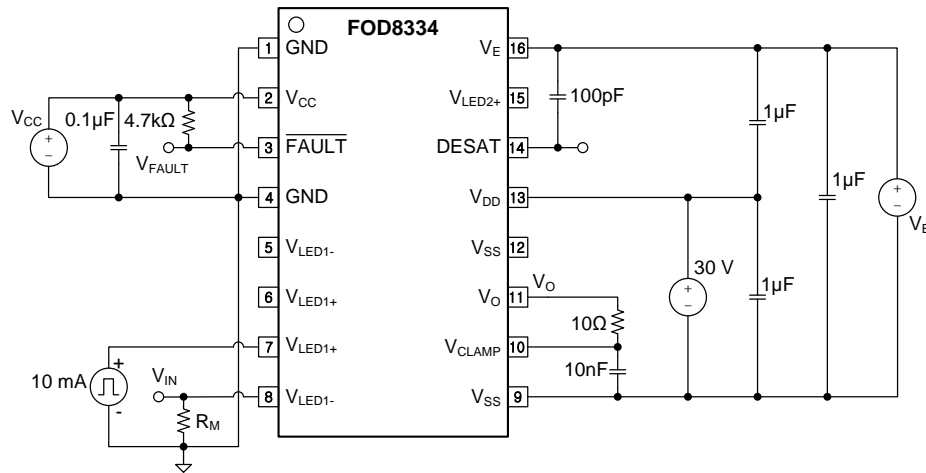 FOD8334
1 GND
2 VCC
3 FAULT
4 GND
5 VLED1-
6 VLED1+
7 VLED1+
8 VLED1-
VE 16
VLED2+ 15
DESAT 14
VDD 13
VSS 12
VO 11
VCLAMP 10
VSS 9
VCC
+
−
0.1μF
4.7kΩ
VFAULT
10 mA
+
-
VIN
RM
100pF
1μF
1μF
1μF
30 V
+
−
VO
10Ω
10nF
+
−
VE